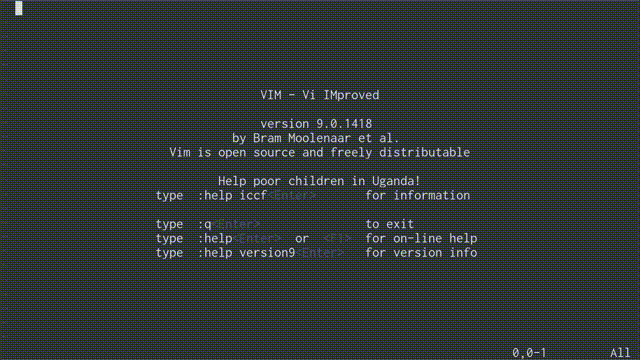 VIM - Vi IMproved
version 9.0.1418
by Bram Moolenaar et al.
Vim is open source and freely distributable
Help poor children in Uganda!
type  :help iccf<Enter>       for information
type  :q<Enter>               to exit
type  :help<Enter>  or  <F1>  for on-line help
type  :help version9<Enter>   for version info
0,0-1         All